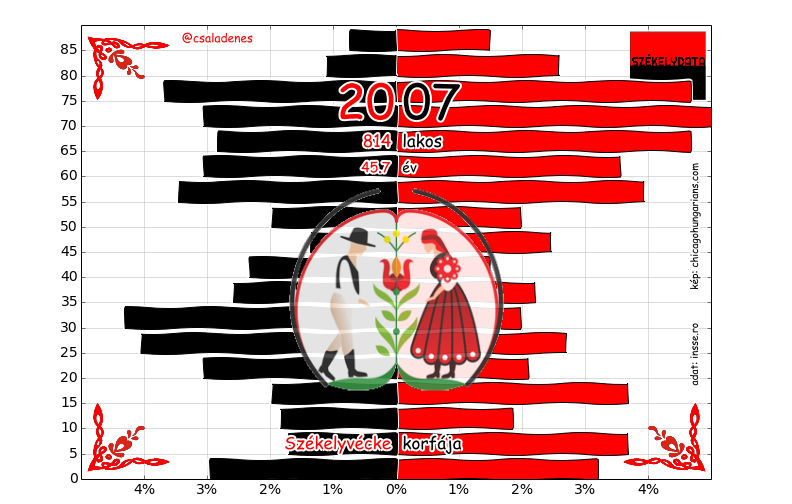 @csaladenes
SZÉKELYDATA
2007
814 lakos
45.7 év
kép: chicagohungarians.com
adat: insse.ro
Székelyvécke korfája
85
80
75
70
65
60
55
50
45
40
35
30
25
20
15
10
5
0
4% 3% 2% 1% 0% 1% 2% 3% 4%